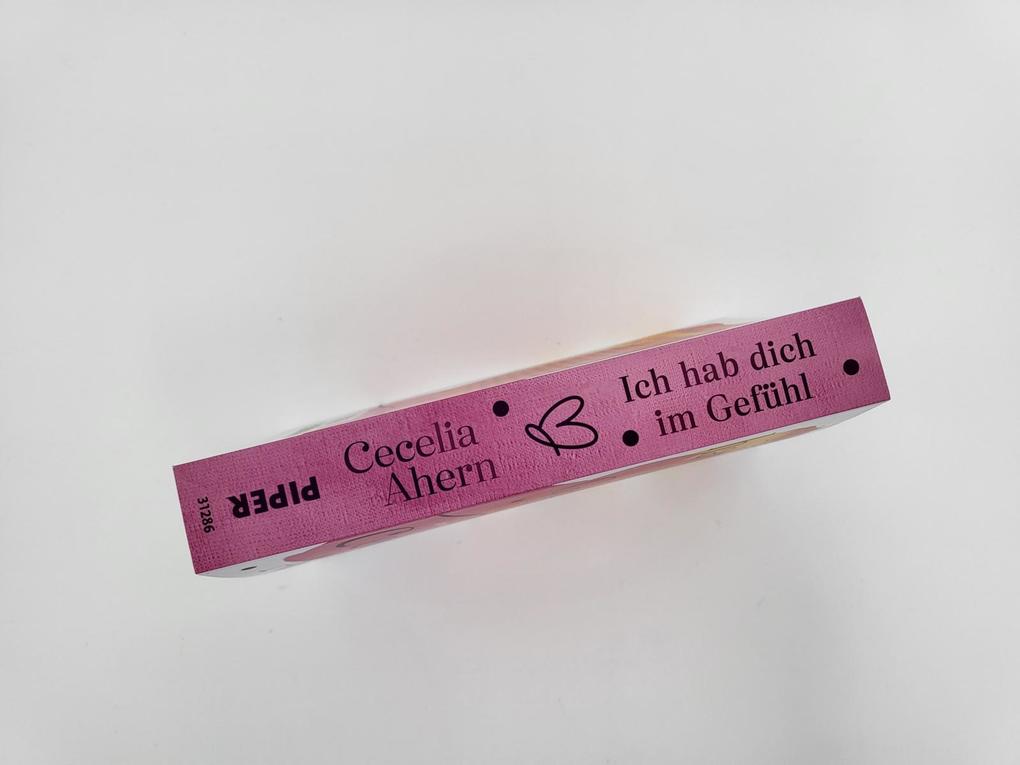 Cecelia
Ahern
Ich hab dich
im Gefühl
PIPER
31286